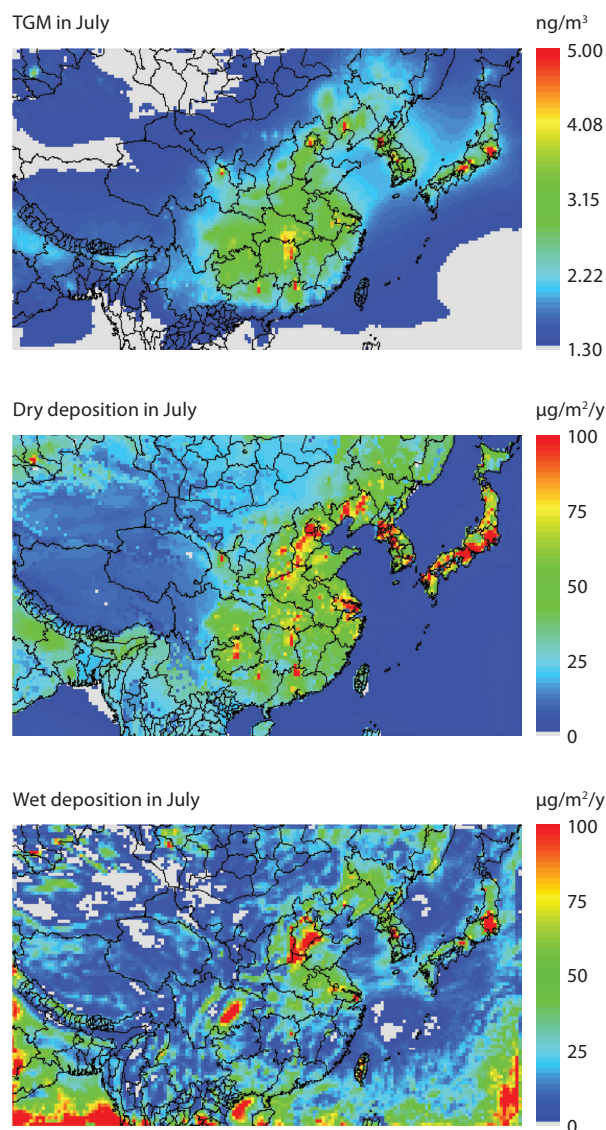 TGM in July
ng/m³
5.00
4.08
3.15
2.22
1.30
Dry deposition in July
µg/m²/y
100
75
50
25
0
Wet deposition in July
µg/m²/y
100
75
50
25
0